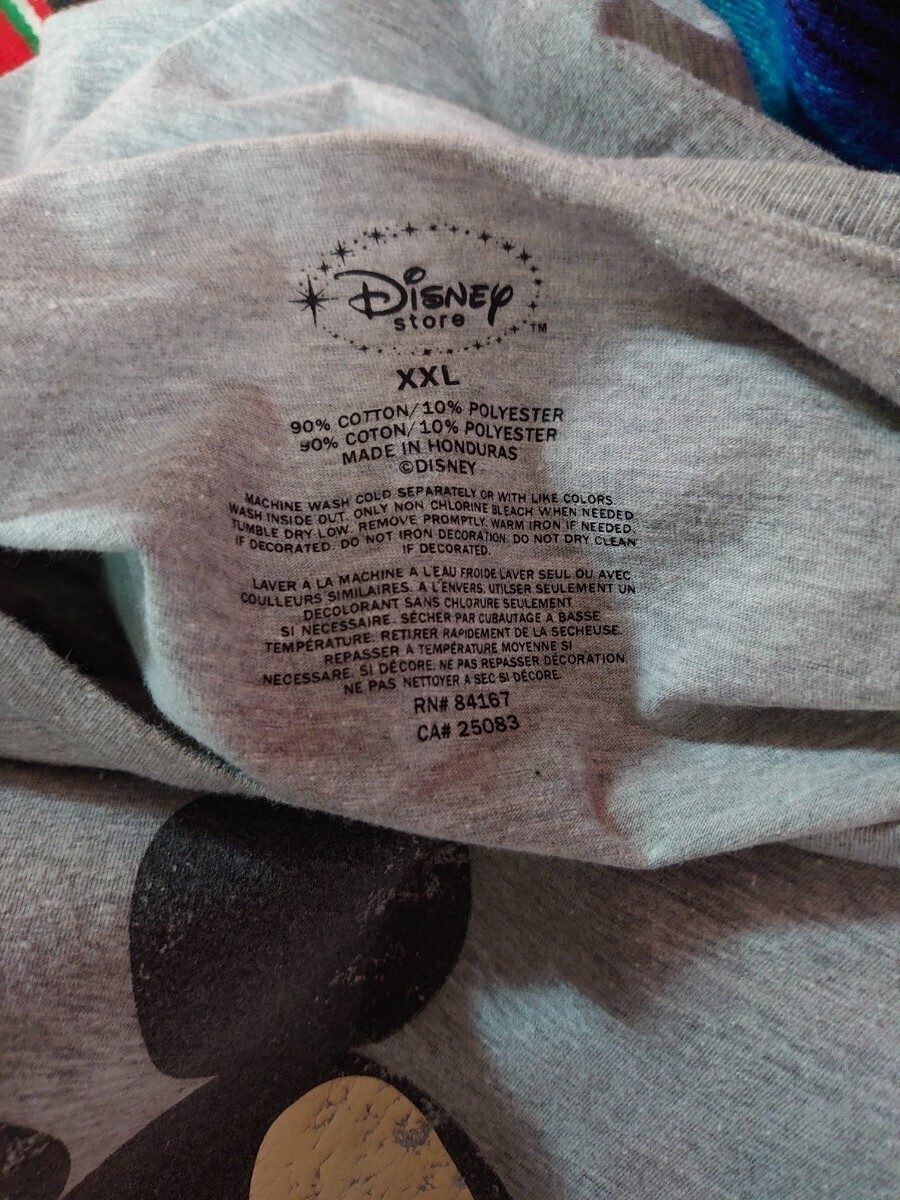 Disney
store ™
XXL
90% COTTON/10% POLYESTER
90% COTON/10% POLYESTER
MADE IN HONDURAS
©DISNEY
MACHINE WASH COLD SEPARATELY OR WITH LIKE COLORS.
WASH INSIDE OUT. ONLY NON CHLORINE BLEACH WHEN NEEDED.
TUMBLE DRY LOW. REMOVE PROMPTLY. WARM IRON IF NEEDED.
IF DECORATED. DO NOT IRON DECORATION. DO NOT DRY CLEAN
IF DECORATED.
LAVER À LA MACHINE A L'EAU FROIDE LAVER SEUL OU AVEC
COULLEURS SIMILAIRES. A L'ENVERS. UTILSER SEULEMENT UN
DECOLORANT SANS CHLORURE SEULEMENT
SI NÉCESSAIRE. SÉCHER PAR CUBAUTAGE A BASSE
TEMPÉRATURE. RETIRER RAPIDEMENT DE LA SECHEUSE.
REPASSER A TEMPÉRATURE MOYENNE SI
NECESSARE. SI DÉCORE. NE PAS REPASSER DÉCORATION
NE PAS NETTOYER A SEC SI DÉCORE.
RN# 84167
CA# 25083